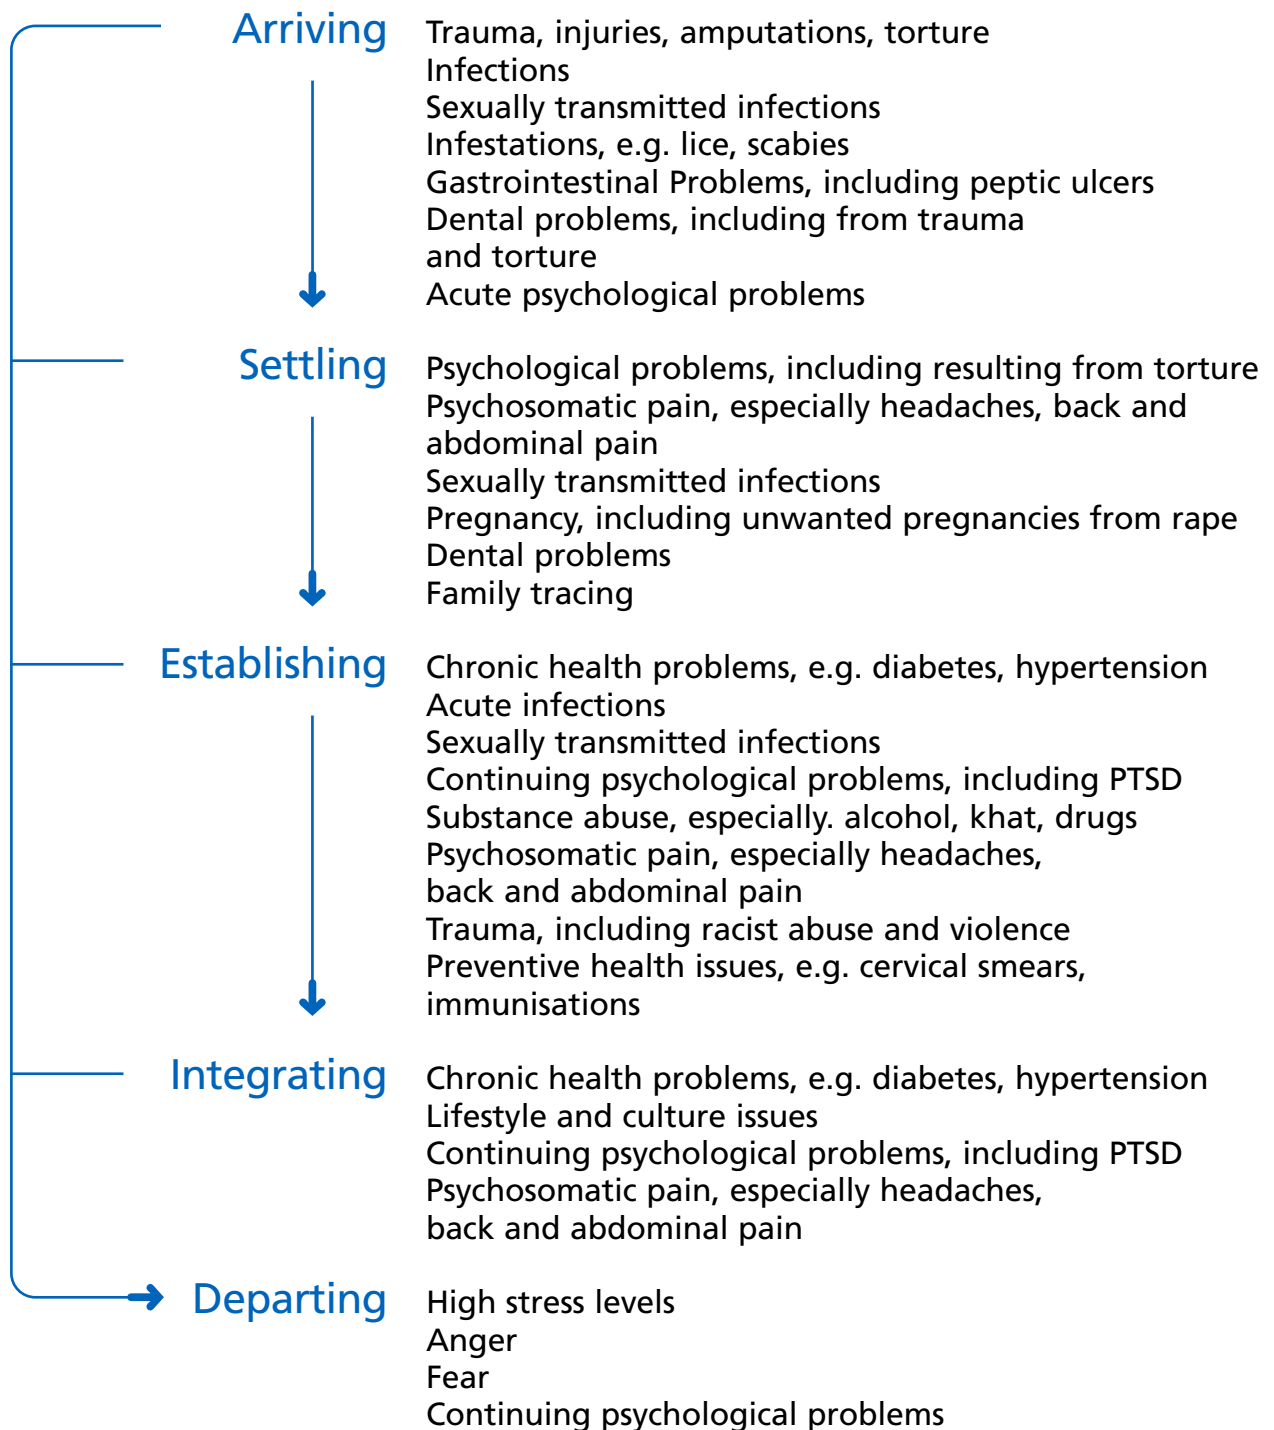 Arriving
Trauma, injuries, amputations, torture
Infections
Sexually transmitted infections
Infestations, e.g. lice, scabies
Gastrointestinal Problems, including peptic ulcers
Dental problems, including from trauma
and torture
Acute psychological problems
Settling
Psychological problems, including resulting from torture
Psychosomatic pain, especially headaches, back and
abdominal pain
Sexually transmitted infections
Pregnancy, including unwanted pregnancies from rape
Dental problems
Family tracing
Establishing
Chronic health problems, e.g. diabetes, hypertension
Acute infections
Sexually transmitted infections
Continuing psychological problems, including PTSD
Substance abuse, especially. alcohol, khat, drugs
Psychosomatic pain, especially headaches,
back and abdominal pain
Trauma, including racist abuse and violence
Preventive health issues, e.g. cervical smears,
immunisations
Integrating
Chronic health problems, e.g. diabetes, hypertension
Lifestyle and culture issues
Continuing psychological problems, including PTSD
Psychosomatic pain, especially headaches,
back and abdominal pain
Departing
High stress levels
Anger
Fear
Continuing psychological problems